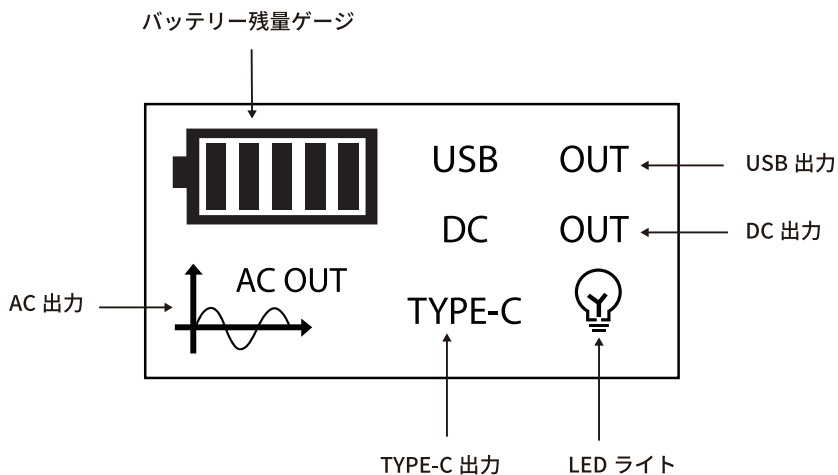 バッテリー残量ゲージ
USB OUT
USB 出力
DC OUT
DC 出力
AC OUT
AC 出力
TYPE-C
TYPE-C 出力
LED ライト